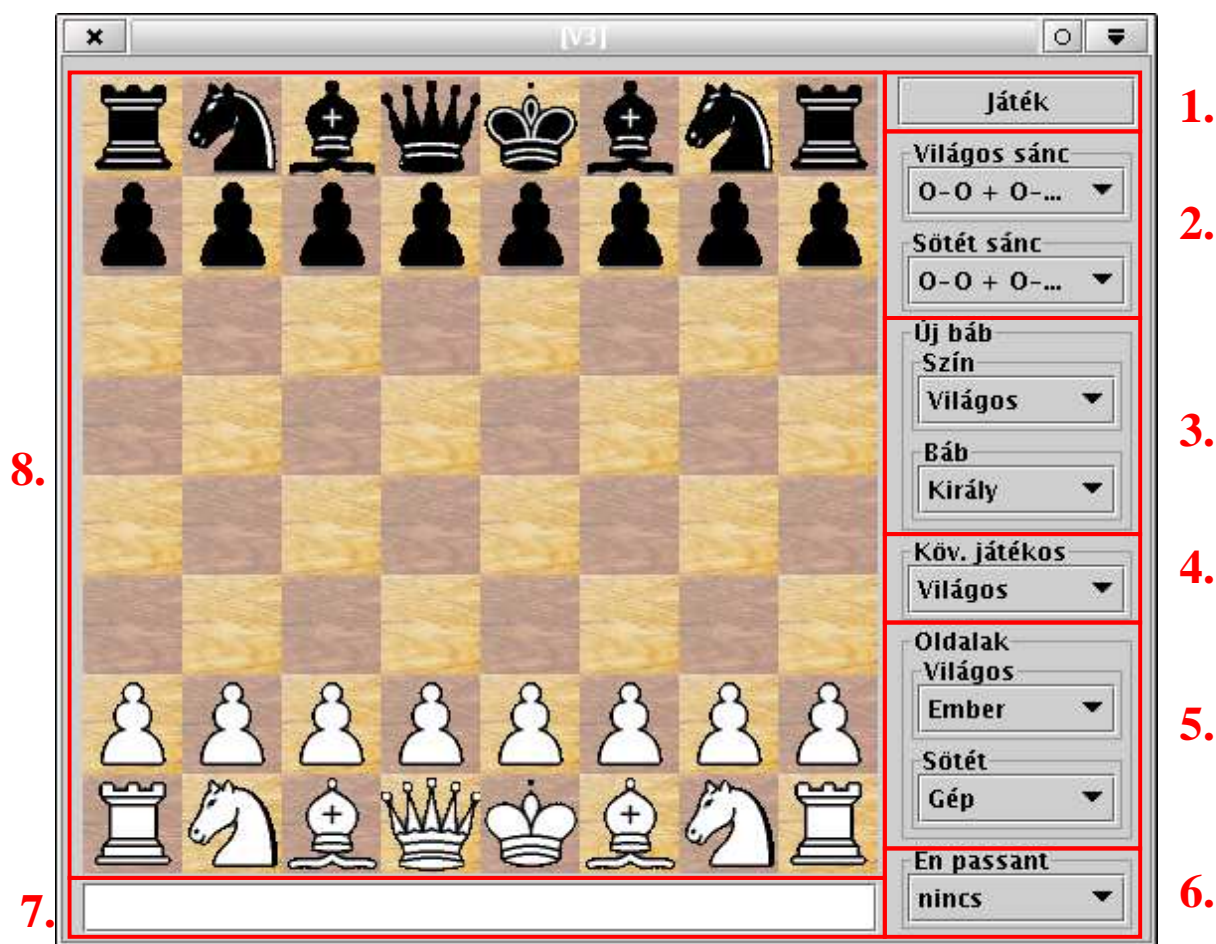 [V3]
Játék
1.
Világos sánc
O-O + O-...
2.
Sötét sánc
O-O + O-...
Új báb
Szín
Világos
3.
Báb
Király
8.
Köv. játékos
Világos
4.
Oldalak
Világos
Ember
5.
Sötét
Gép
En passant
nincs
6.
7.